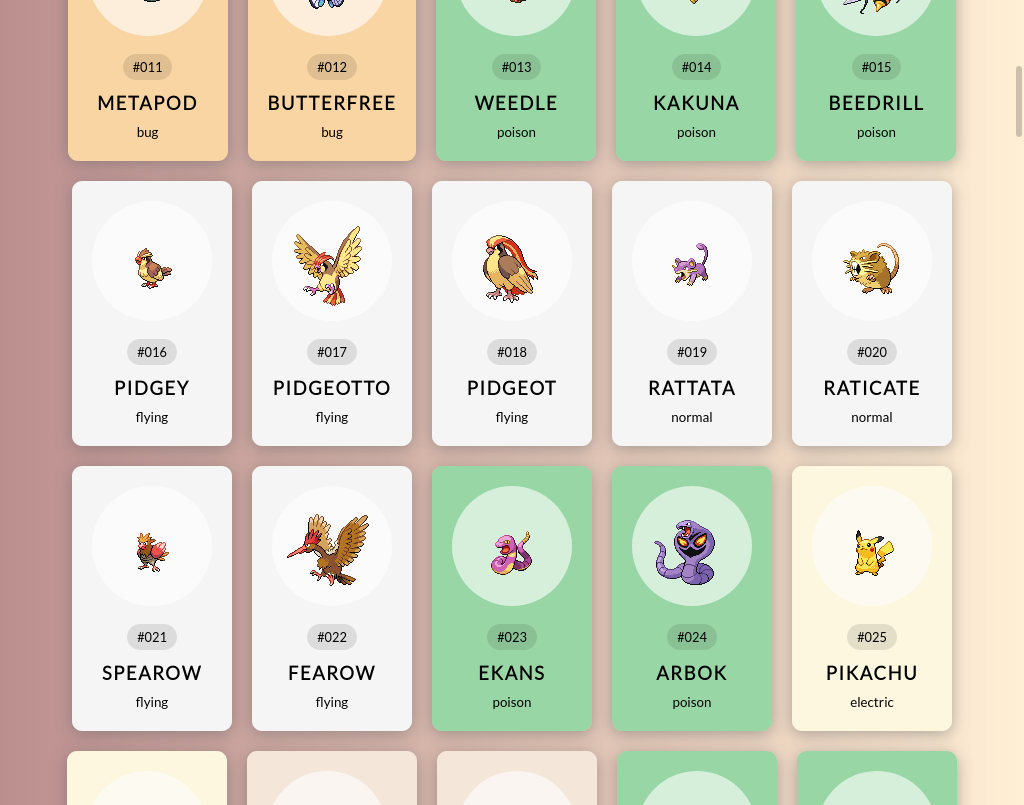 #011
METAPOD
bug
#012
BUTTERFREE
bug
#013
WEEDLE
poison
#014
KAKUNA
poison
#015
BEEDRILL
poison
#016
PIDGEY
flying
#017
PIDGEOTTO
flying
#018
PIDGEOT
flying
#019
RATTATA
normal
#020
RATICATE
normal
#021
SPEAROW
flying
#022
FEAROW
flying
#023
EKANS
poison
#024
ARBOK
poison
#025
PIKACHU
electric